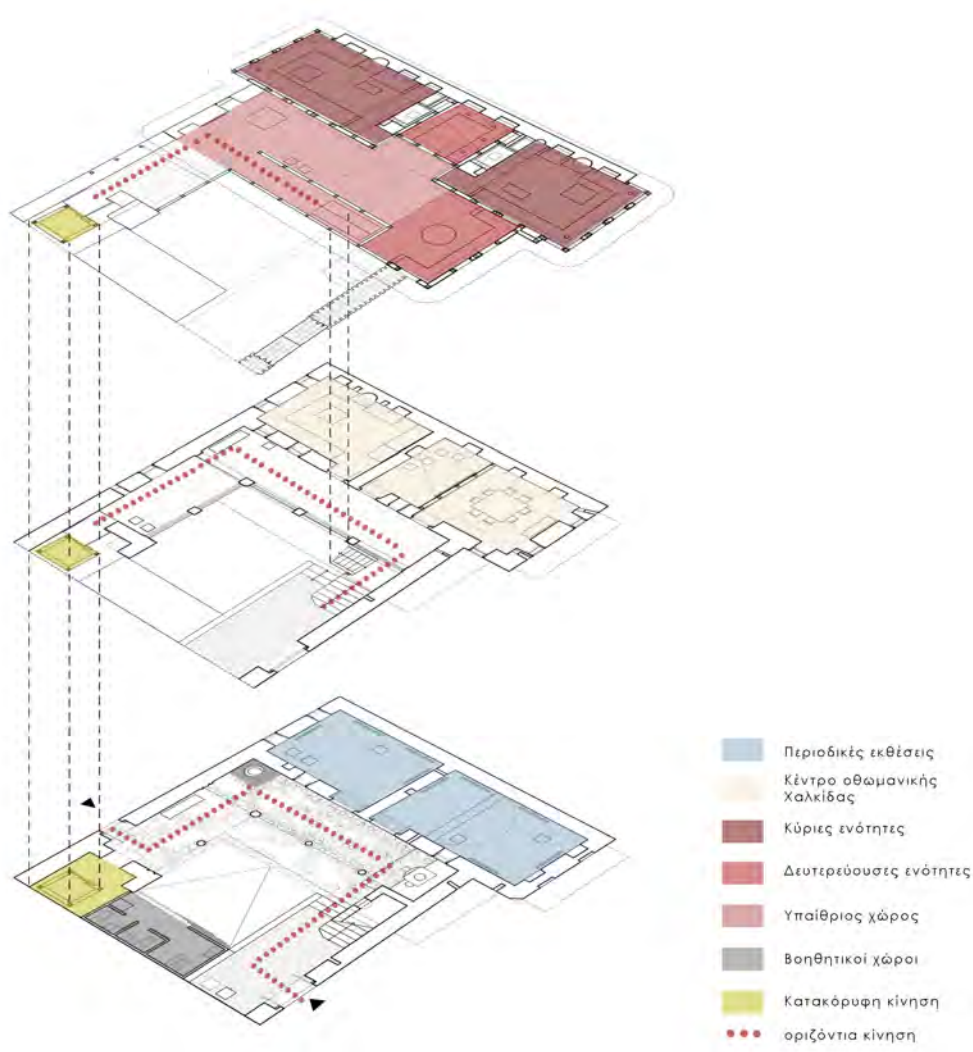 Περιοδικές εκθέσεις
Κέντρο οθωμανικής
Χαλκίδας
Κύριες ενότητες
Δευτερεύουσες ενότητες
Υπαίθριος χώρος
Βοηθητικοί χώροι
Κατακόρυφη κίνηση
οριζόντια κίνηση